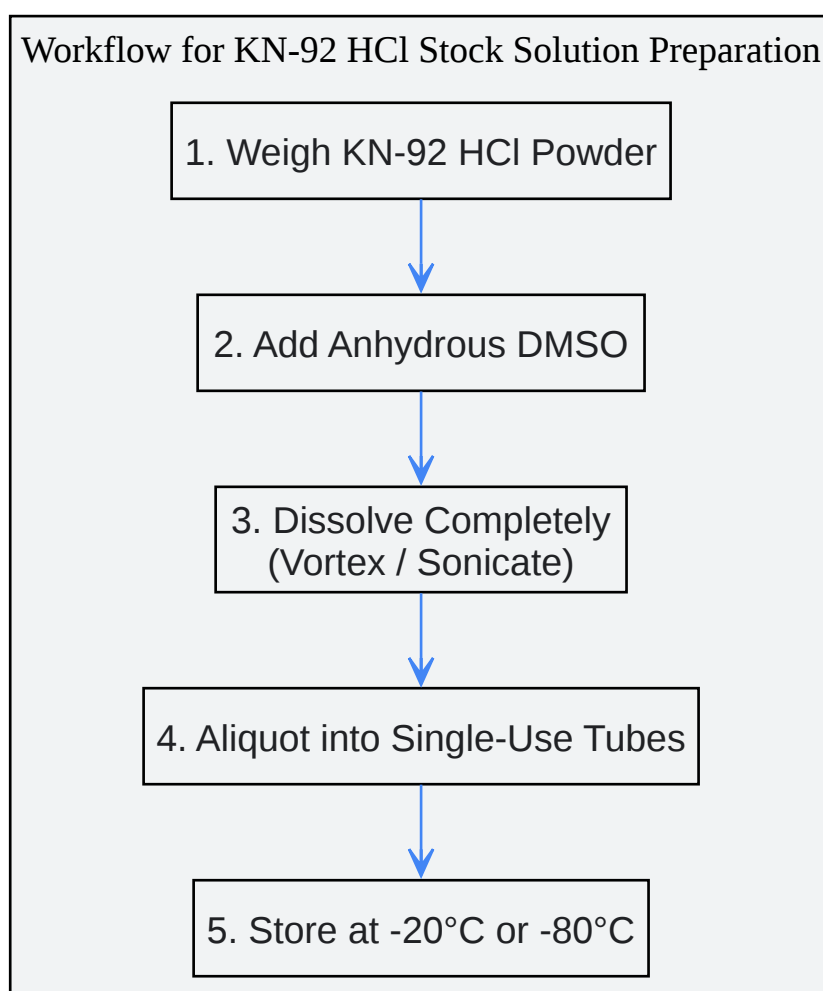 Workflow for KN-92 HCl Stock Solution Preparation
1. Weigh KN-92 HCl Powder
2. Add Anhydrous DMSO
3. Dissolve Completely
(Vortex / Sonicate)
4. Aliquot into Single-Use Tubes
5. Store at -20°C or -80°C